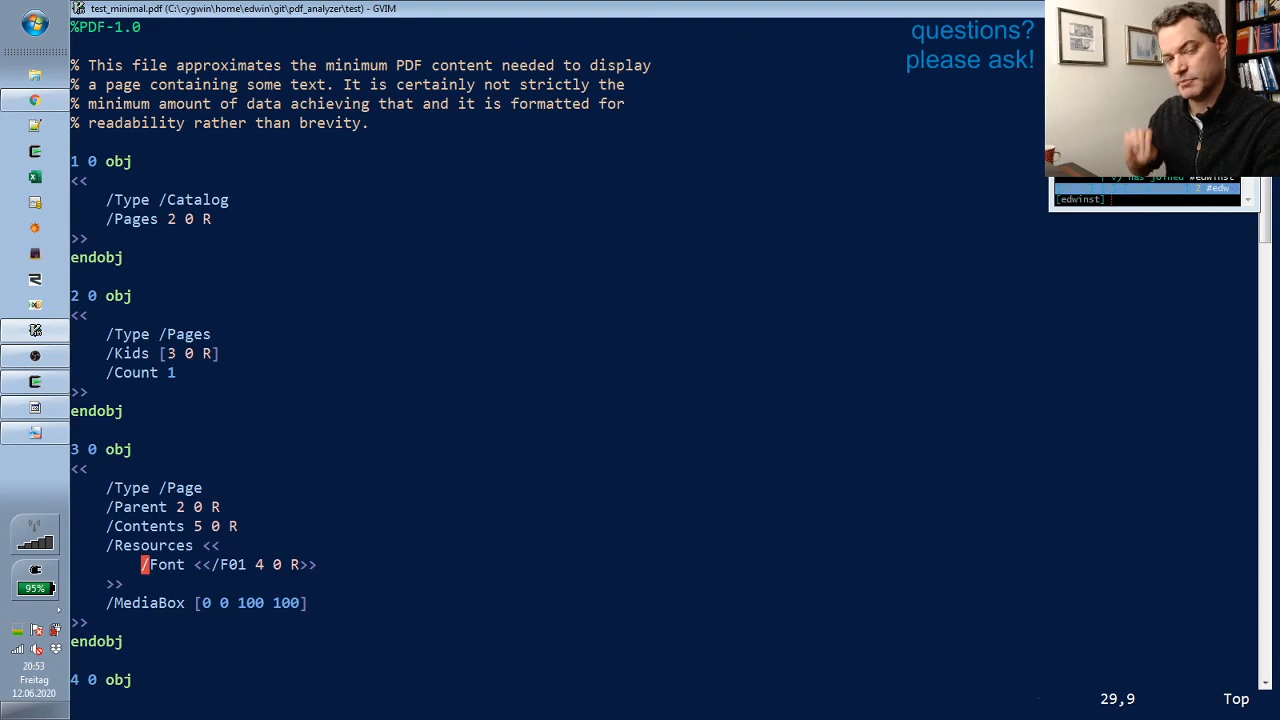 test_minimal.pdf (C:\cygwin\home\edwin\git\pdf_analyzer\test) - GVIM
%PDF-1.0
questions?
please ask!
% This file approximates the minimum PDF content needed to display
% a page containing some text. It is certainly not strictly the
% minimum amount of data achieving that and it is formatted for
% readability rather than brevity.
1 0 obj
<<
/Type /Catalog
/Pages 2 0 R
>>
endobj
2 0 obj
<<
/Type /Pages
/Kids [3 0 R]
/Count 1
>>
endobj
3 0 obj
<<
/Type /Page
/Parent 2 0 R
/Contents 5 0 R
/Resources <<
/Font <</F01 4 0 R>>
>>
/MediaBox [0 0 100 100]
>>
endobj
4 0 obj
29,9
Top
has joined #edwinst
2 #edw
[edwinst]
95%
20:53
Freitag
12.06.2020